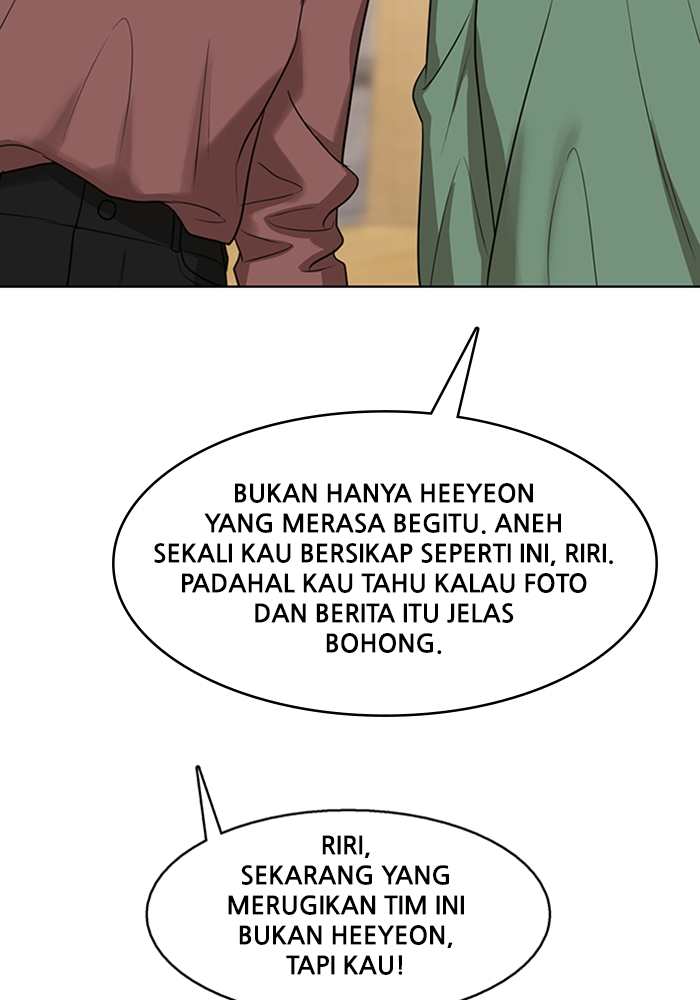 BUKAN HANYA HEEYEON
YANG MERASA BEGITU. ANEH
SEKALI KAU BERSIKAP SEPERTI INI, RIRI.
PADAHAL KAU TAHU KALAU FOTO
DAN BERITA ITU JELAS
BOHONG.
RIRI,
SEKARANG YANG
MERUGIKAN TIM INI
BUKAN HEEYEON,
TAPI KAU!